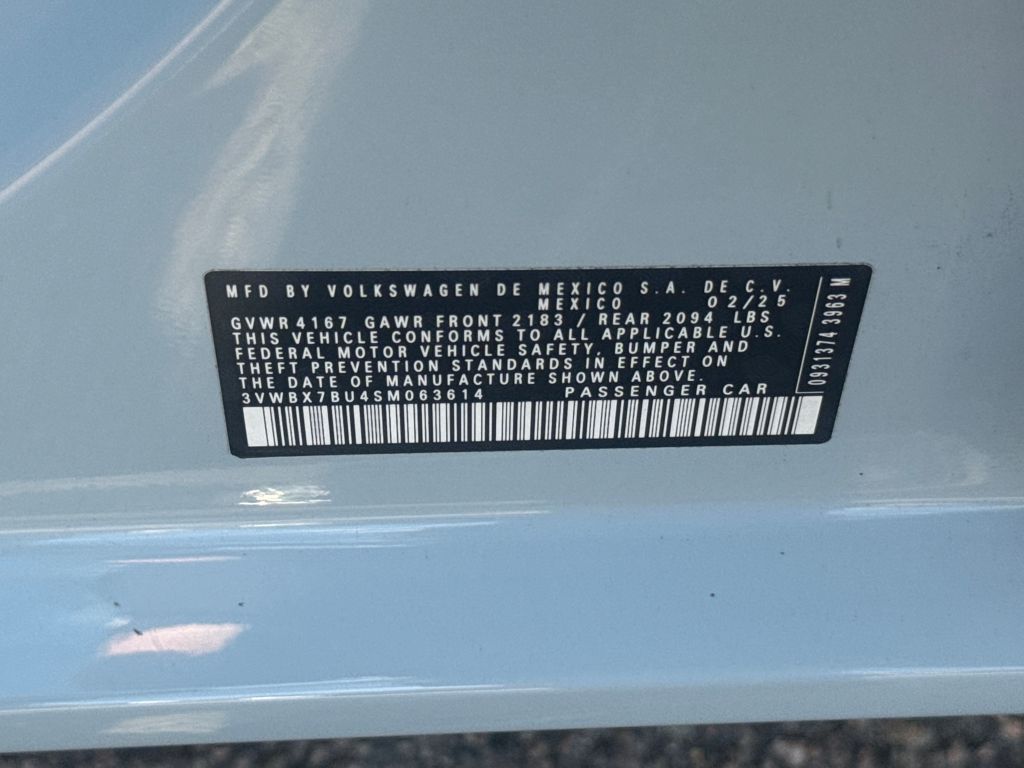 MFD BY VOLKSWAGEN DE MEXICO S.A. DE C.V.
MEXICO 02/25
GVWR 4167 GAWR FRONT 2183 / REAR 2094 LBS
THIS VEHICLE CONFORMS TO ALL APPLICABLE U.S.
FEDERAL MOTOR VEHICLE SAFETY, BUMPER AND
THEFT PREVENTION STANDARDS IN EFFECT ON
THE DATE OF MANUFACTURE SHOWN ABOVE.
3VWBX7BU4SM063614 PASSENGER CAR
0931374 3963 M